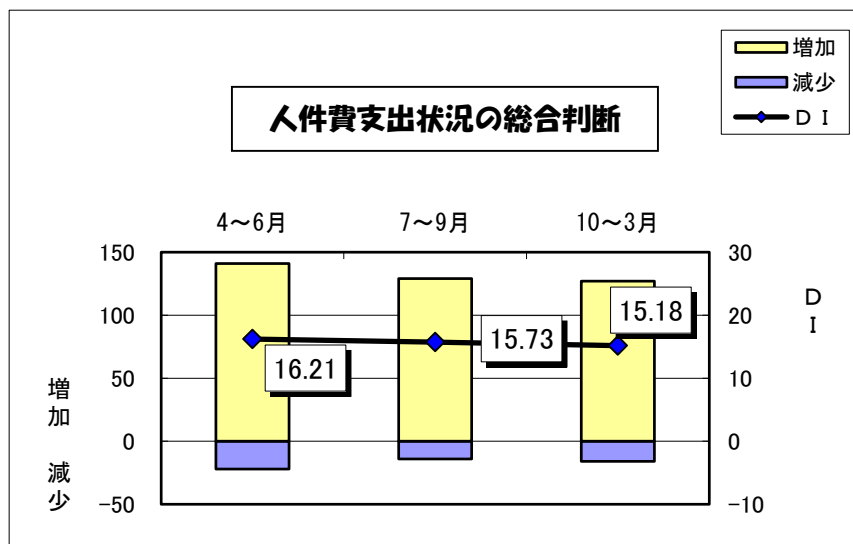 増加
減少
ＤＩ
人件費支出状況の総合判断
4～6月
7～9月
10～3月
150
100
50
0
-50
30
20
10
0
-10
16.21
15.73
15.18
増加
減少
ＤＩ